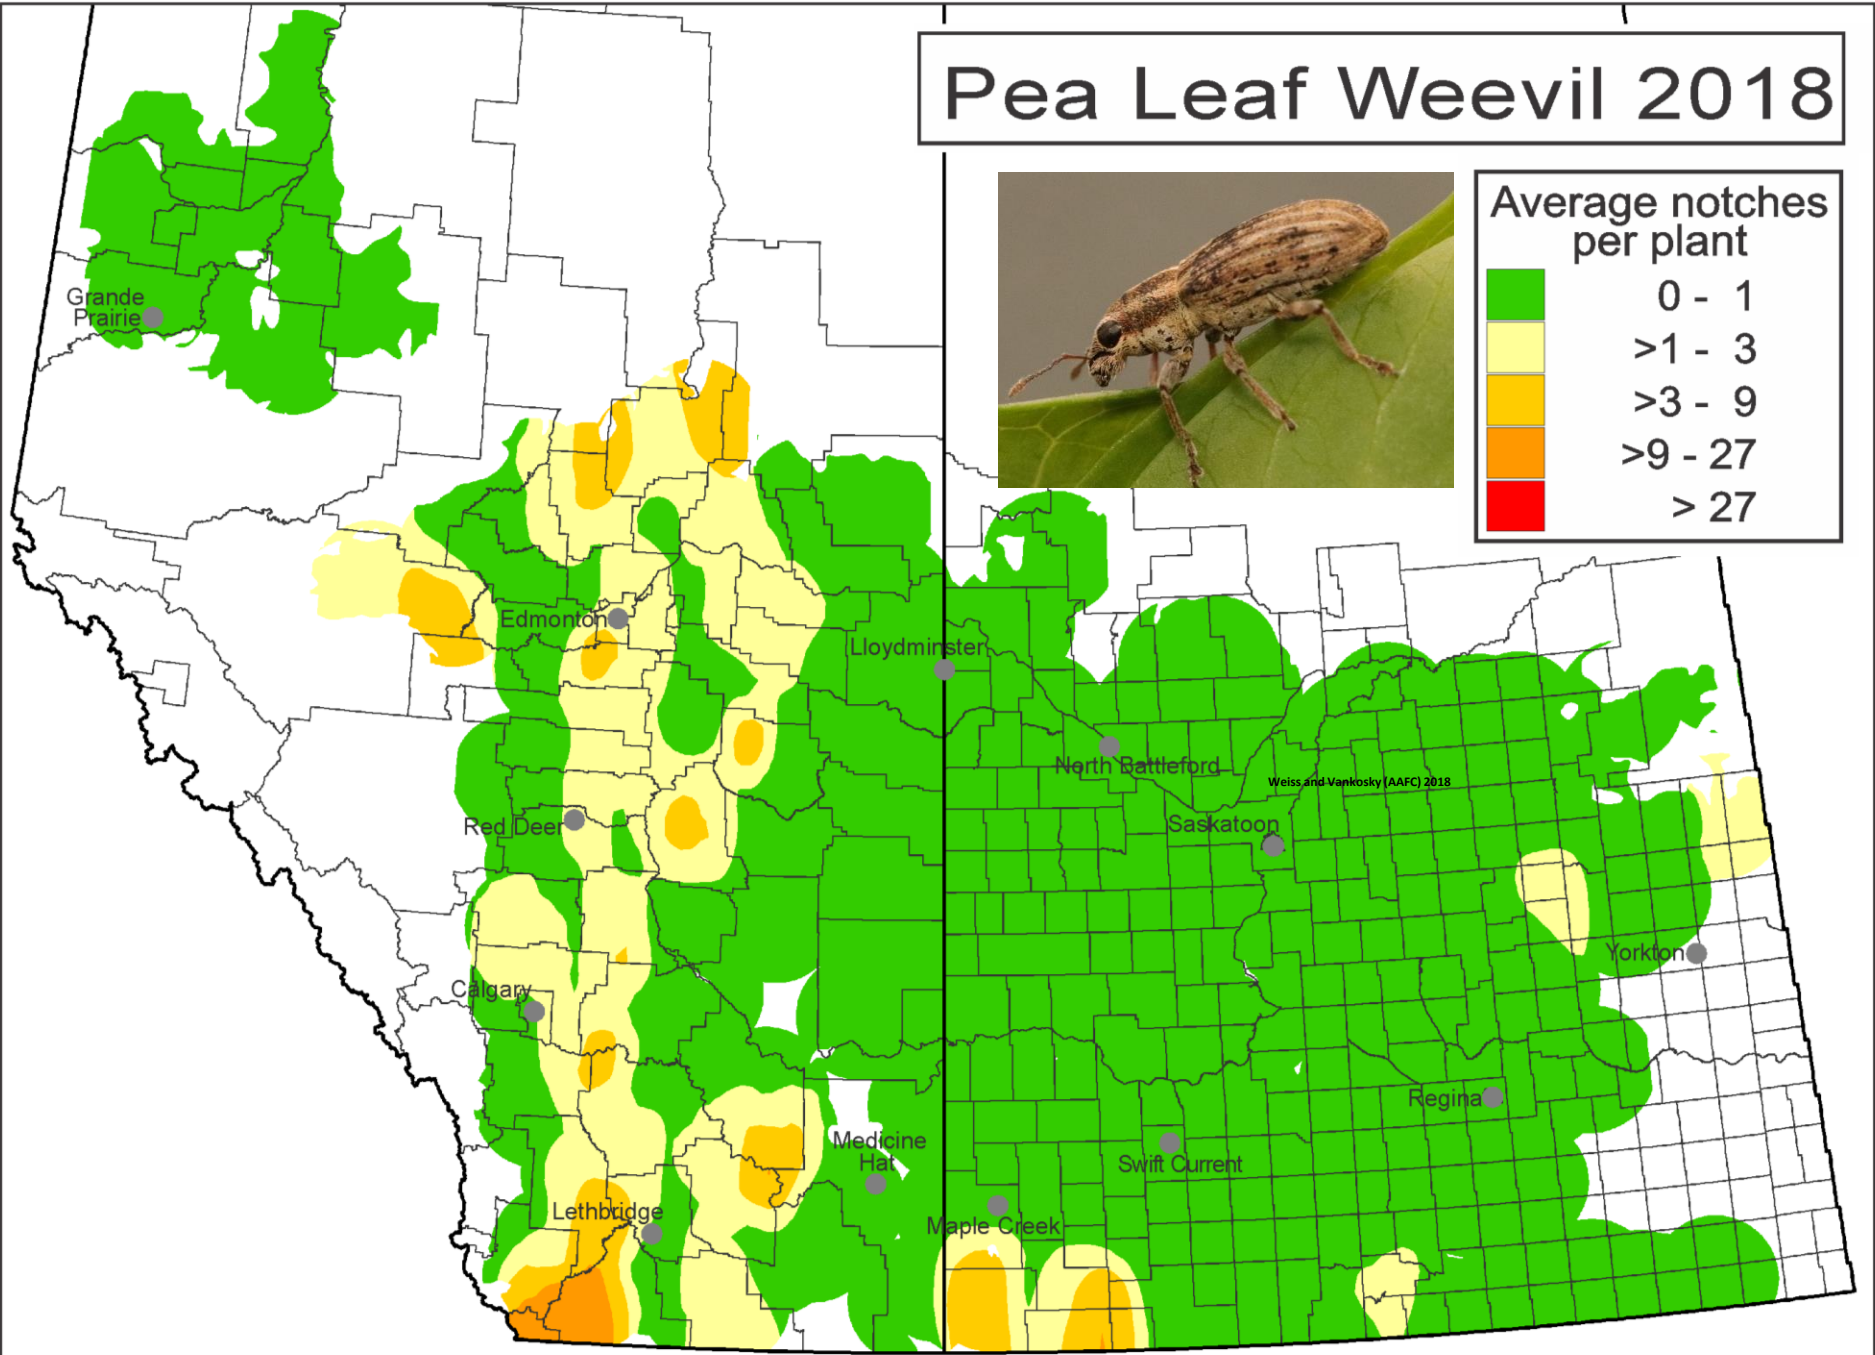 Pea Leaf Weevil 2018
Average notches
per plant
0 - 1
>1 - 3
>3 - 9
>9 - 27
> 27
Grande
Prairie
Edmonton
Lloydminster
North Battleford
Weiss and Vankosky (AAFC) 2018
Saskatoon
Red Deer
Yorkton
Calgary
Regina
Medicine
Hat
Swift Current
Lethbridge
Maple Creek